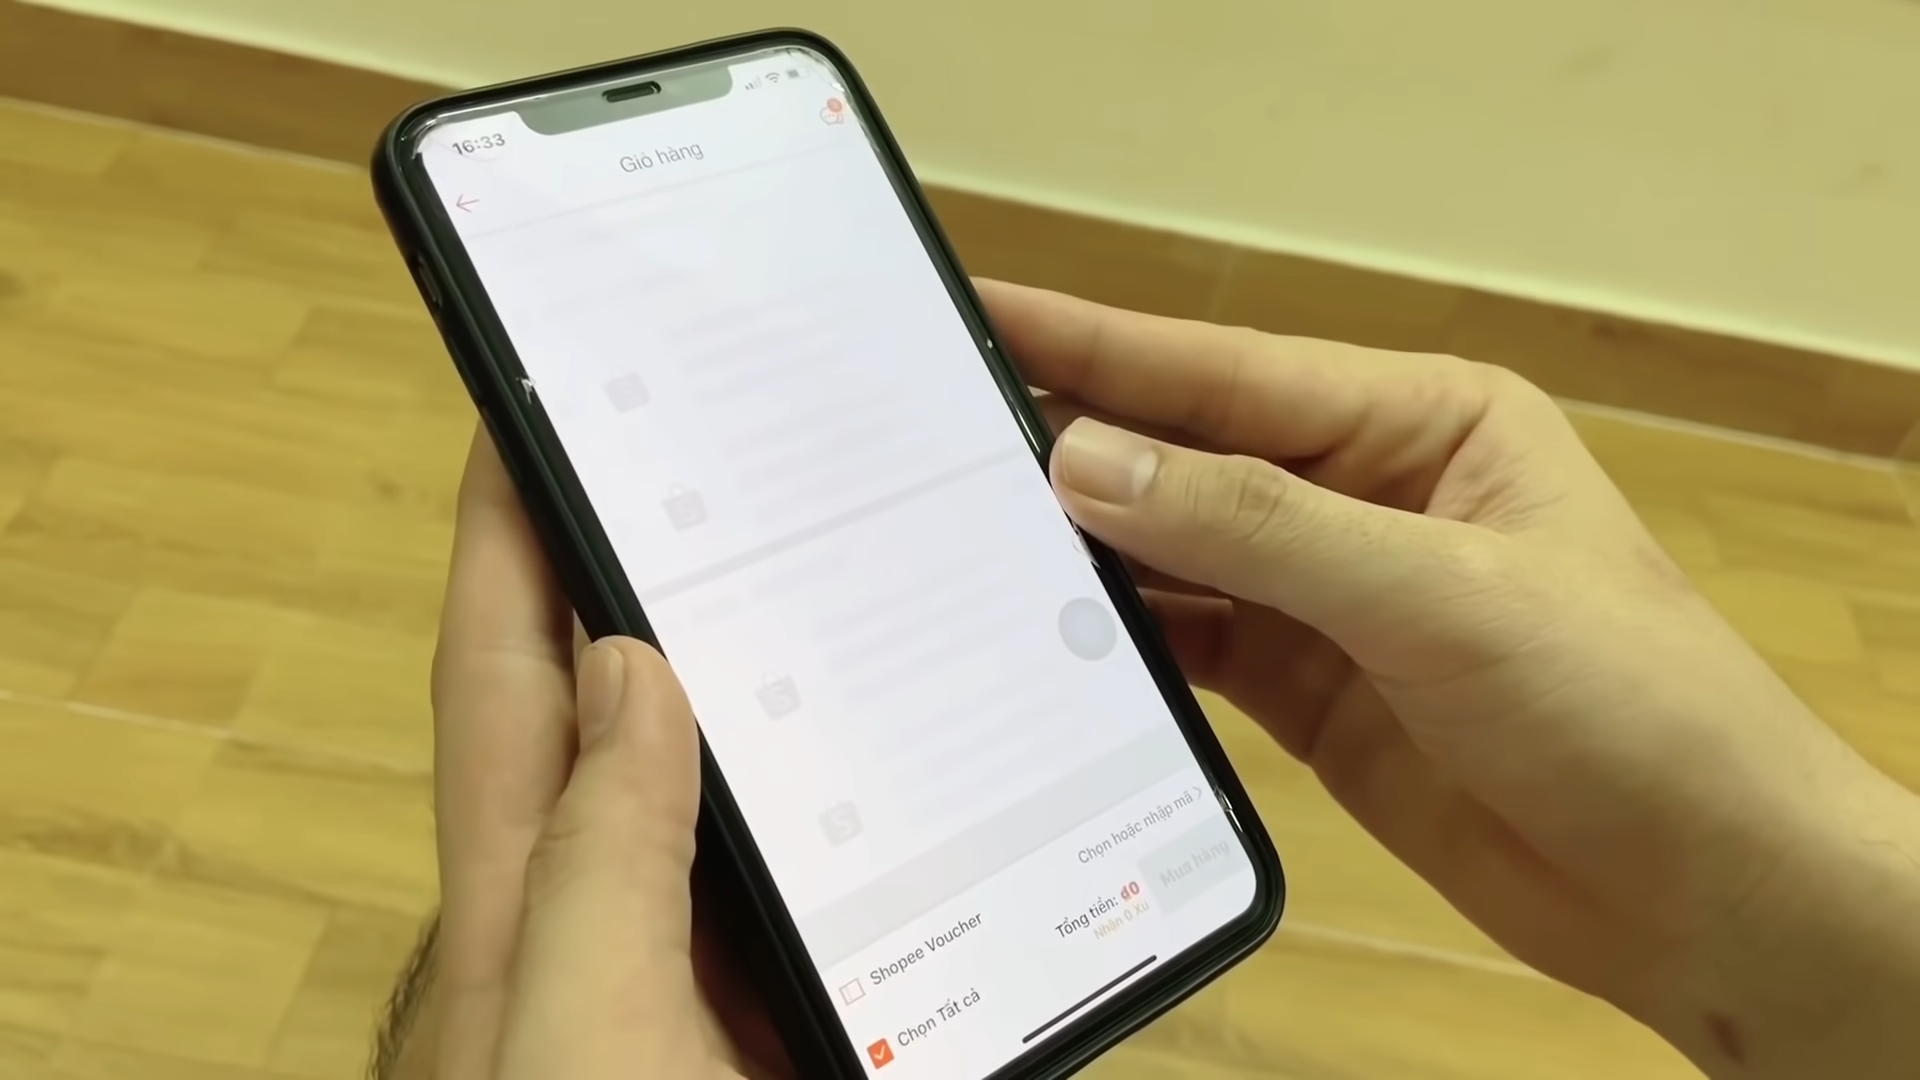 16:33
Giỏ hàng
Chọn hoặc nhập mã
Shopee Voucher
Tổng tiền: đ0
Nhận 0 Xu
Mua hàng
Chọn Tất cả